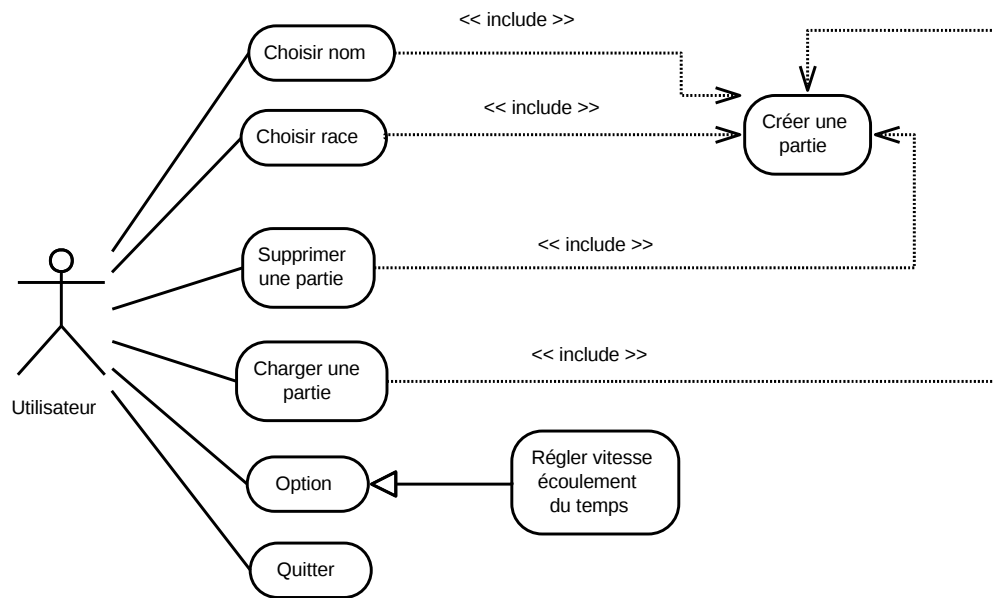 << include >>
Choisir nom
<< include >>
Créer une
partie
Choisir race
<< include >>
Supprimer
une partie
<< include >>
Charger une
partie
Utilisateur
Régler vitesse
écoulement
du temps
Option
Quitter